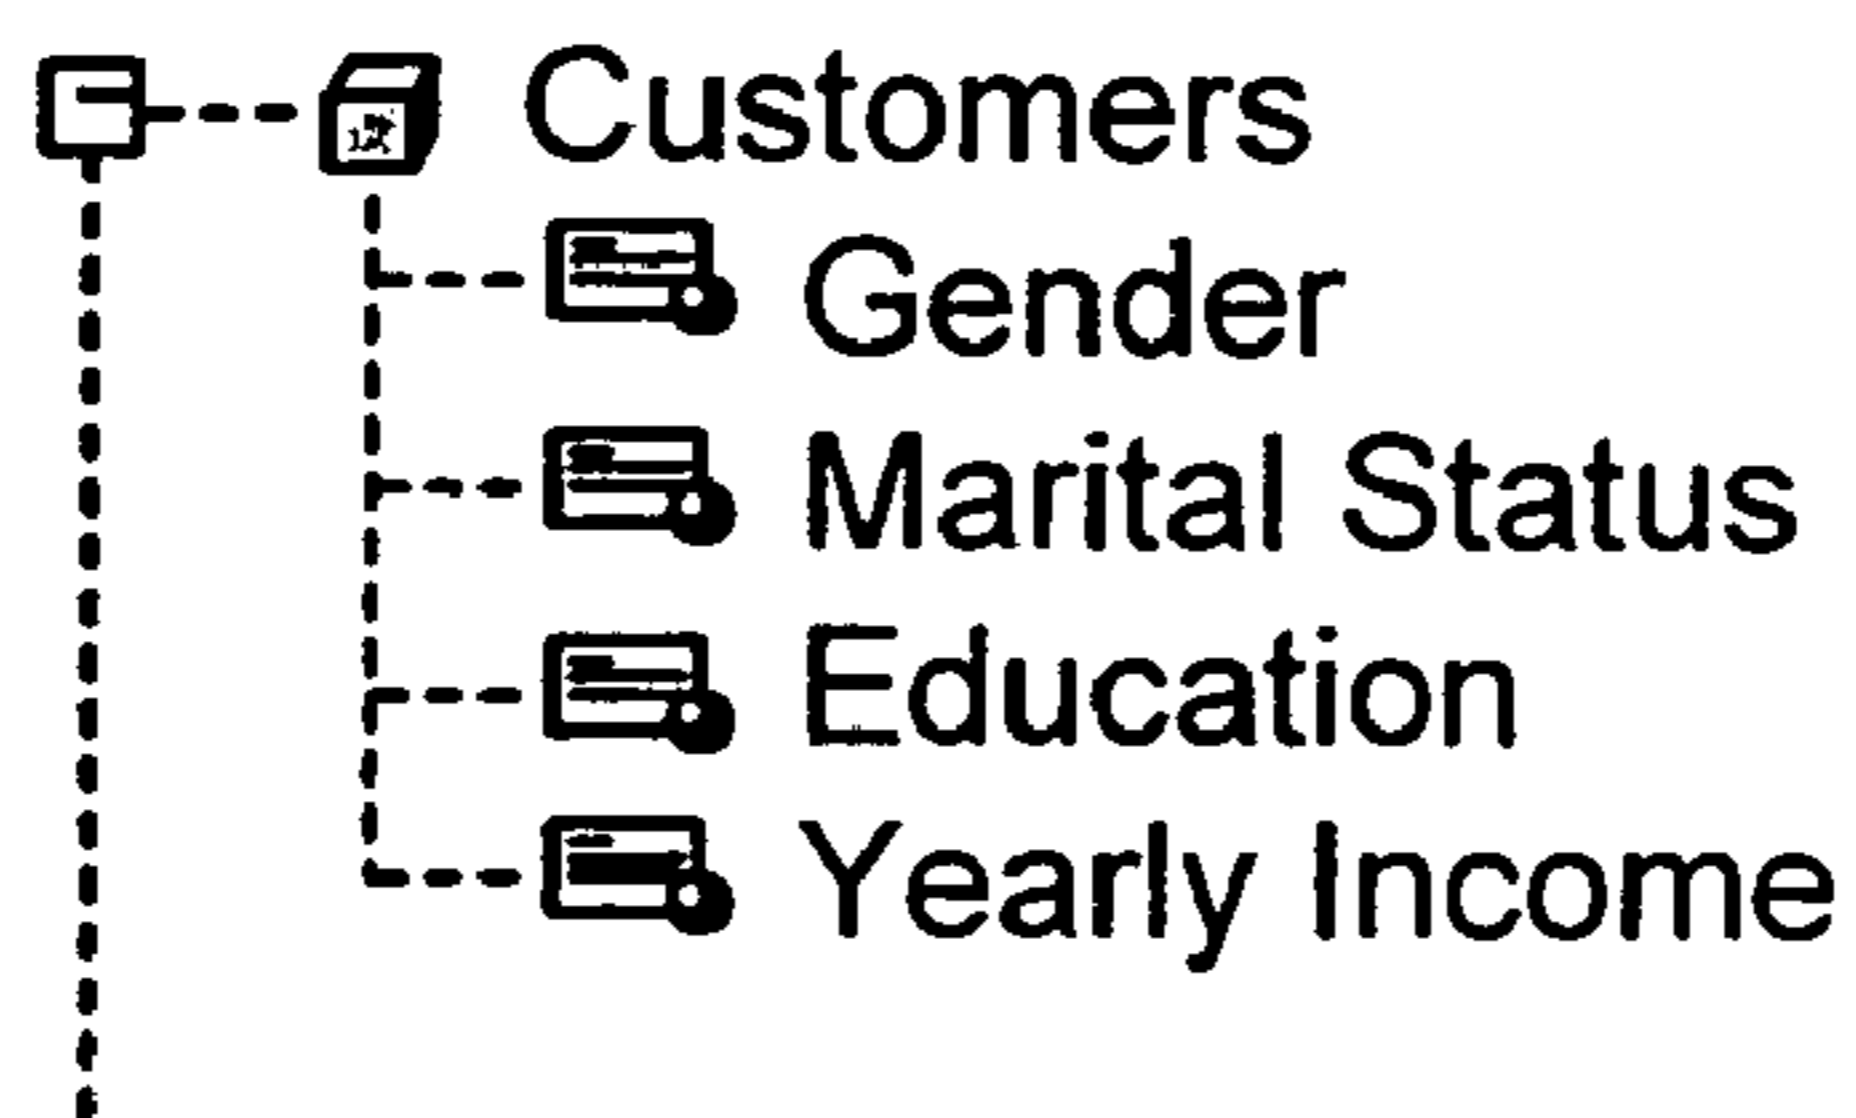 Customers
Gender
Marital Status
Education
Yearly Income